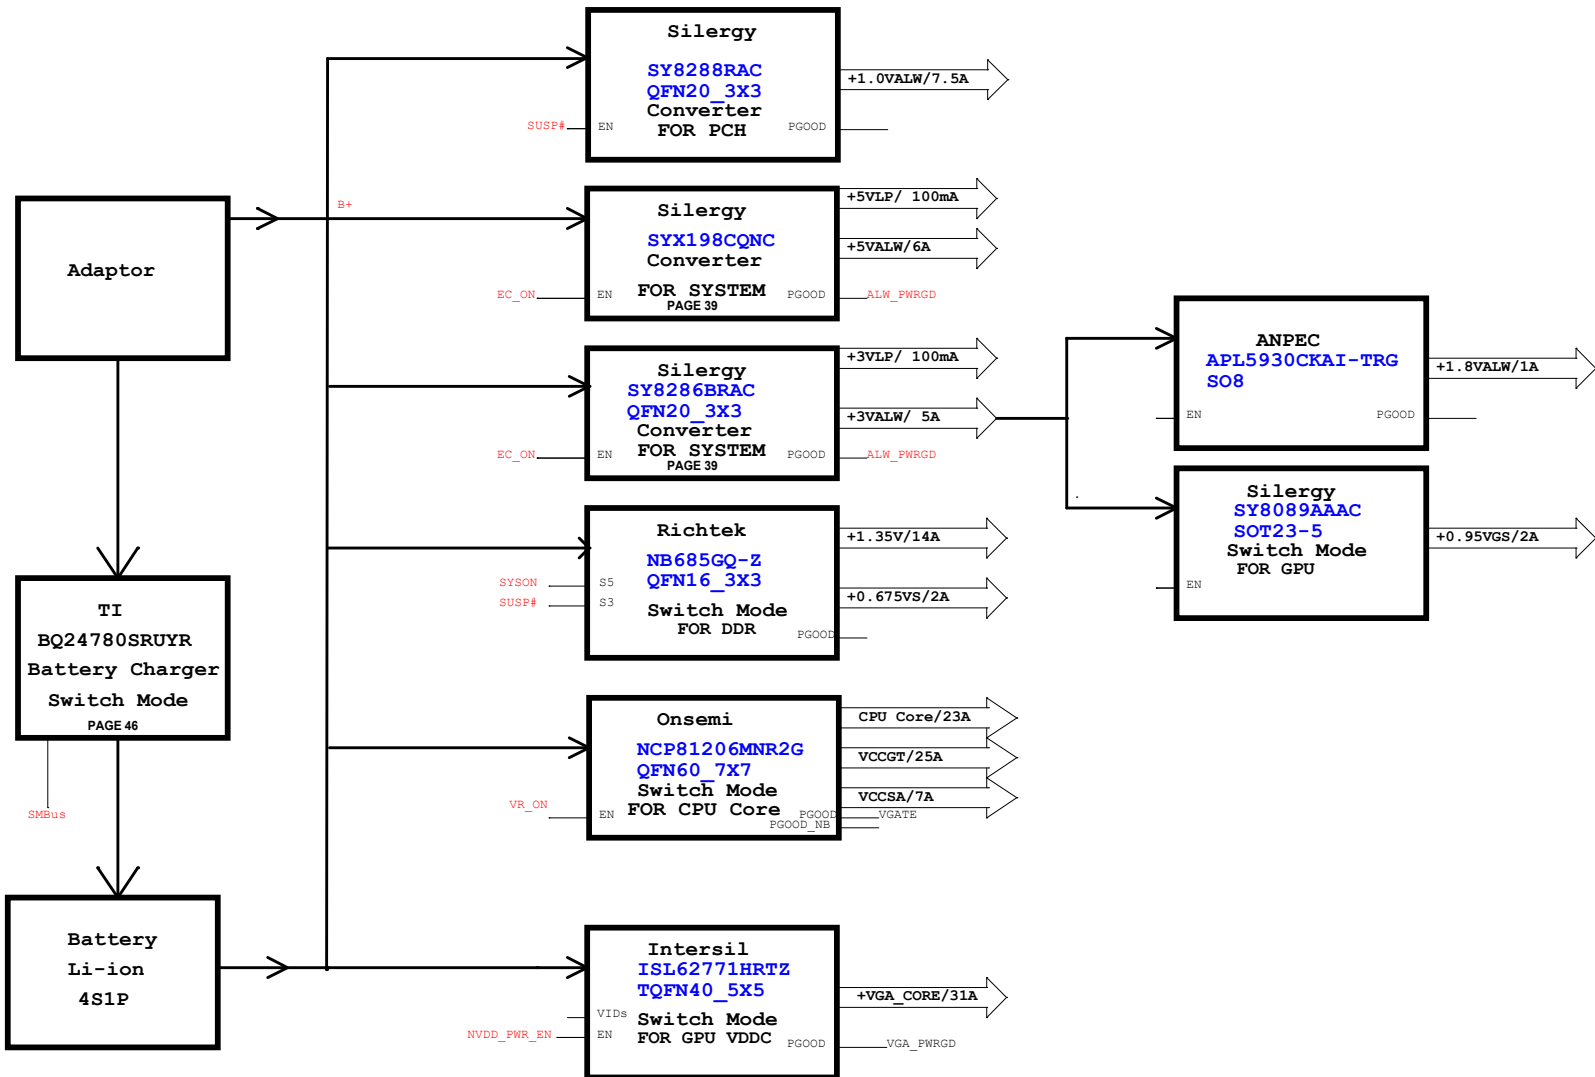 Silergy
SY8288RAC
QFN20_3X3
Converter
FOR PCH
SUSP#
EN
PGOOD
+1.0VALW/7.5A
Adaptor
B+
Silergy
SYX198CQNC
Converter
FOR SYSTEM
PAGE 39
EC_ON
EN
PGOOD
ALW_PWRGD
+5VLP/ 100mA
+5VALW/6A
Silergy
SY8286BRAC
QFN20_3X3
Converter
FOR SYSTEM
PAGE 39
EC_ON
EN
PGOOD
ALW_PWRGD
+3VLP/ 100mA
+3VALW/ 5A
ANPEC
APL5930CKAI-TRG
SO8
EN
PGOOD
+1.8VALW/1A
Silergy
SY8089AAAC
SOT23-5
Switch Mode
FOR GPU
EN
+0.95VGS/2A
Richtek
NB685GQ-Z
QFN16_3X3
Switch Mode
FOR DDR
SYSON
S5
SUSP#
S3
PGOOD
+1.35V/14A
+0.675VS/2A
TI
BQ24780SRUYR
Battery Charger
Switch Mode
PAGE 46
SMBus
Onsemi
NCP81206MNR2G
QFN60_7X7
Switch Mode
FOR CPU Core
VR_ON
EN
PGOOD
VGATE
PGOOD_NB
CPU Core/23A
VCCGT/25A
VCCSA/7A
Battery
Li-ion
4S1P
Intersil
ISL62771HRTZ
TQFN40_5X5
Switch Mode
FOR GPU VDDC
VIDs
NVDD_PWR_EN
EN
PGOOD
VGA_PWRGD
+VGA_CORE/31A